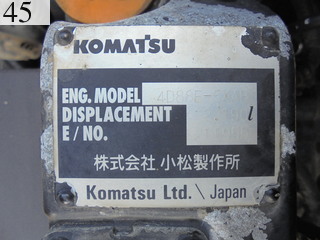 45
KOMATSU
ENG. MODEL
DISPLACEMENT l
E / NO.
株式会社 小松製作所
Komatsu Ltd. \ Japan